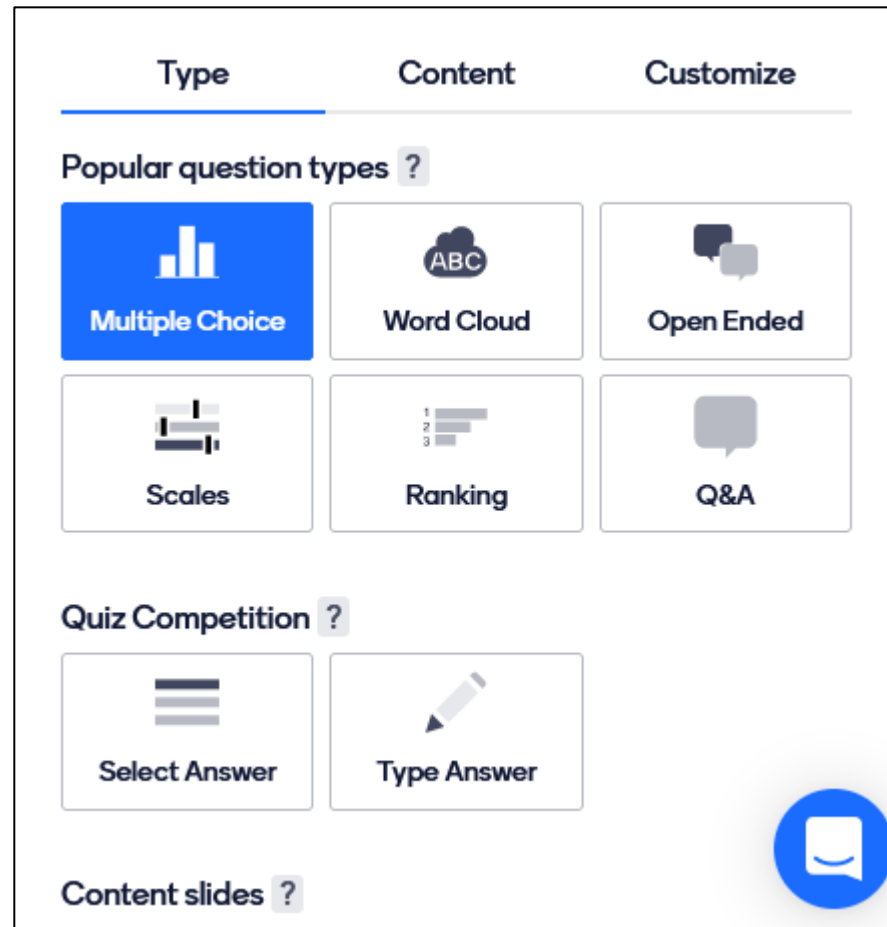 Type Content Customize
Popular question types ?
ABC
Multiple Choice Word Cloud Open Ended
1
2
3
Scales Ranking Q&A
Quiz Competition ?
Select Answer Type Answer
Content slides ?